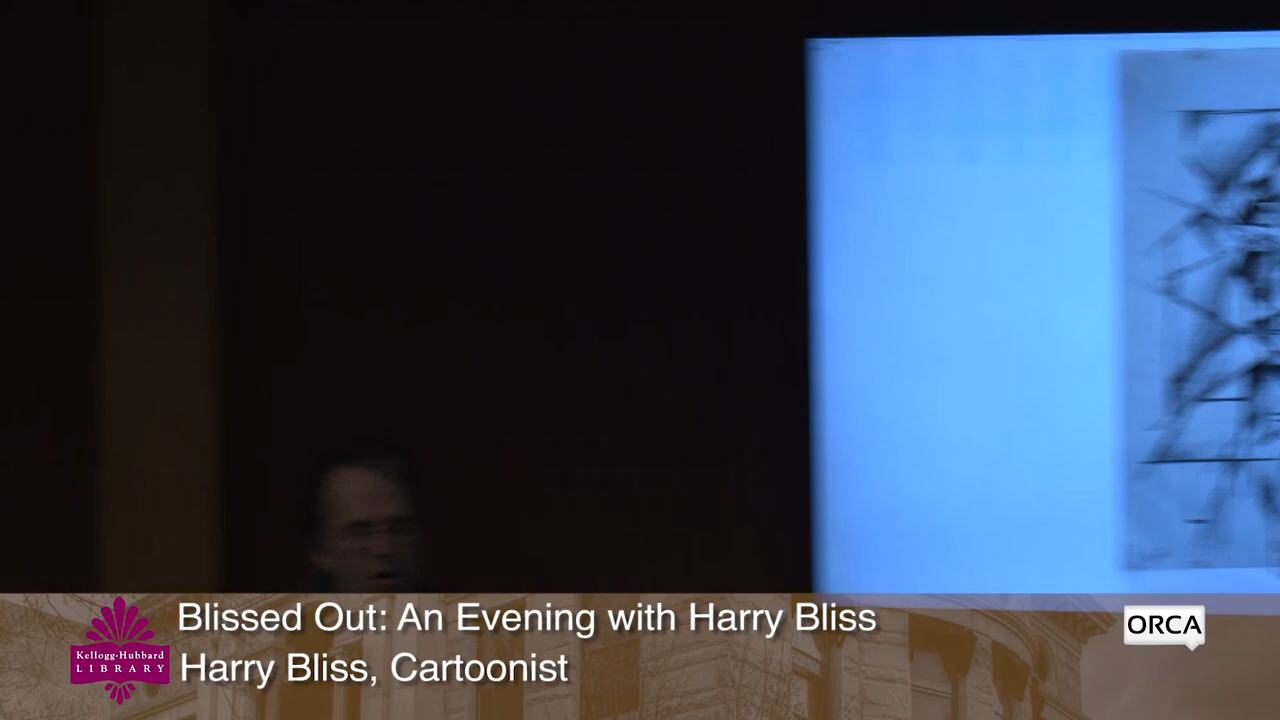 Blissed Out: An Evening with Harry Bliss
Kellogg-Hubbard
LIBRARY
Harry Bliss, Cartoonist
ORCA